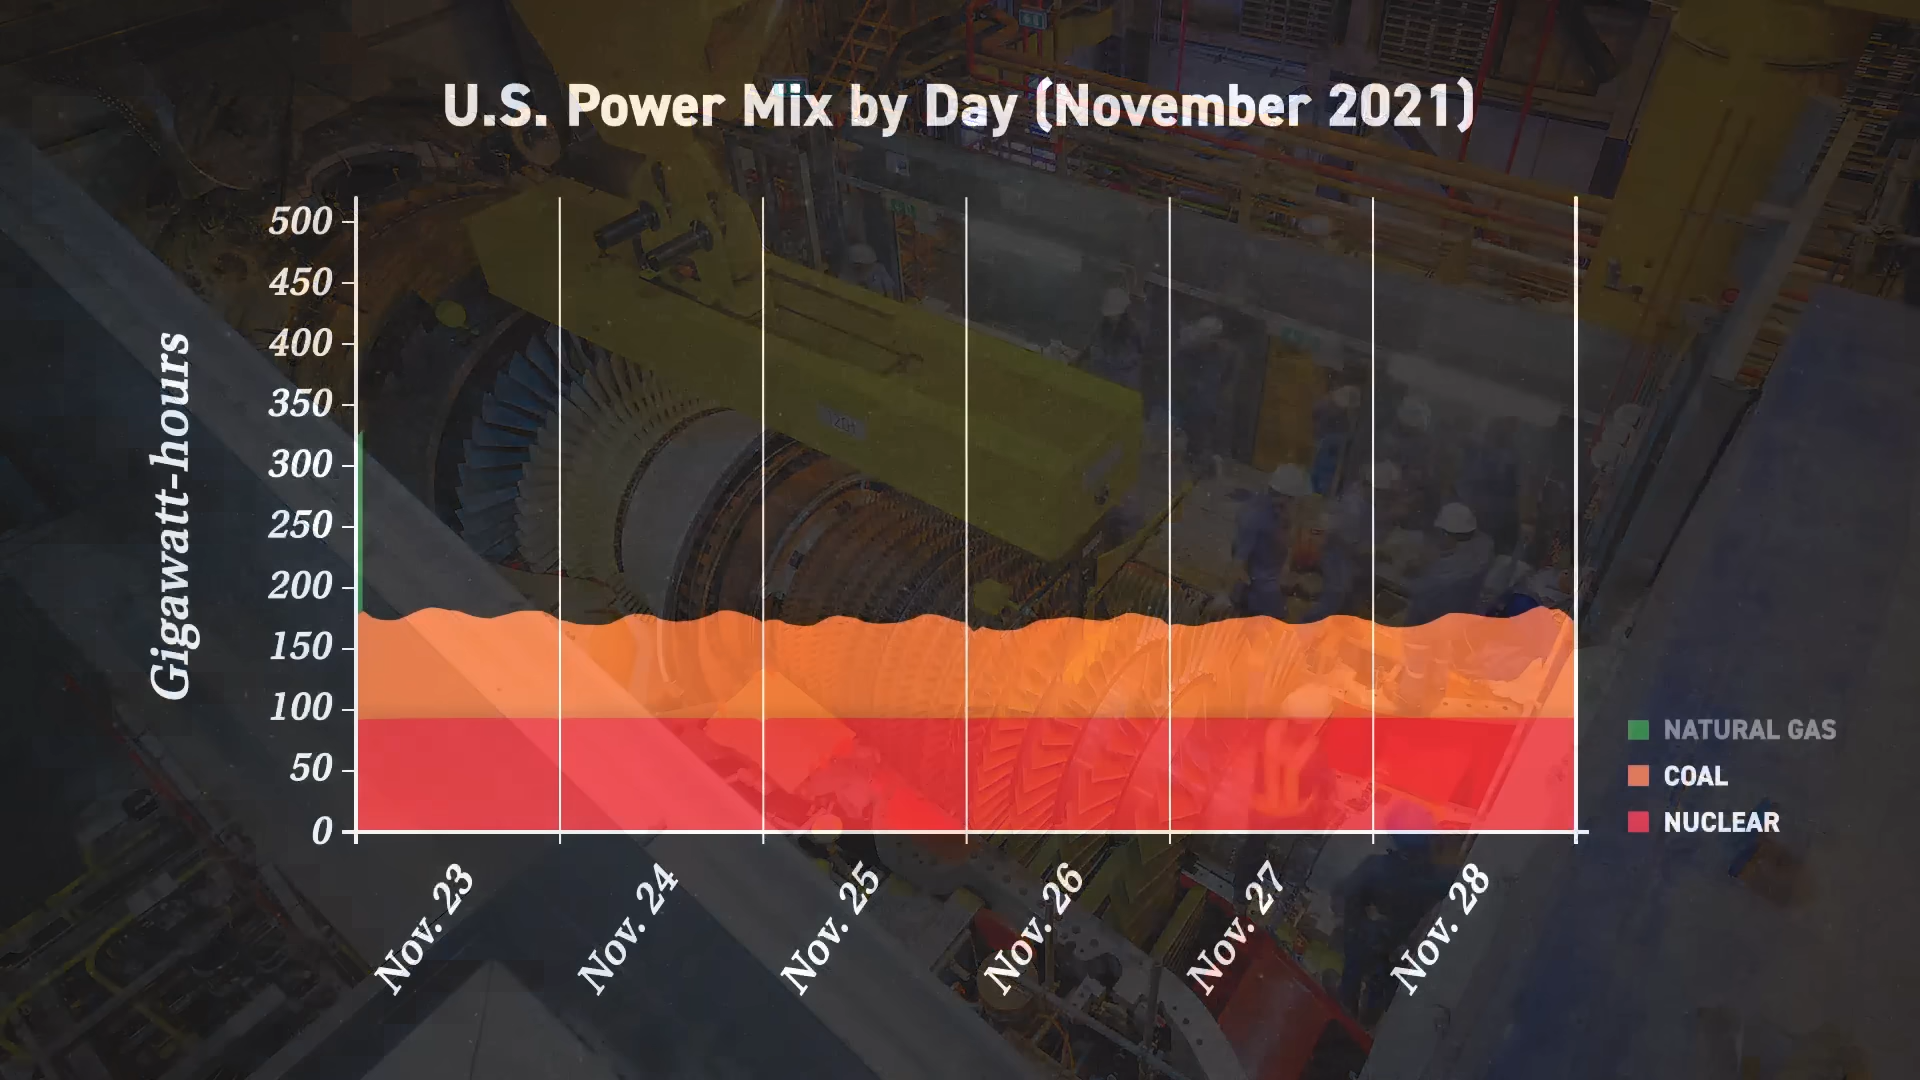 U.S. Power Mix by Day (November 2021)
Gigawatt-hours
500
450
400
350
300
250
200
150
100
50
0
Nov. 23
Nov. 24
Nov. 25
Nov. 26
Nov. 27
Nov. 28
NATURAL GAS
COAL
NUCLEAR